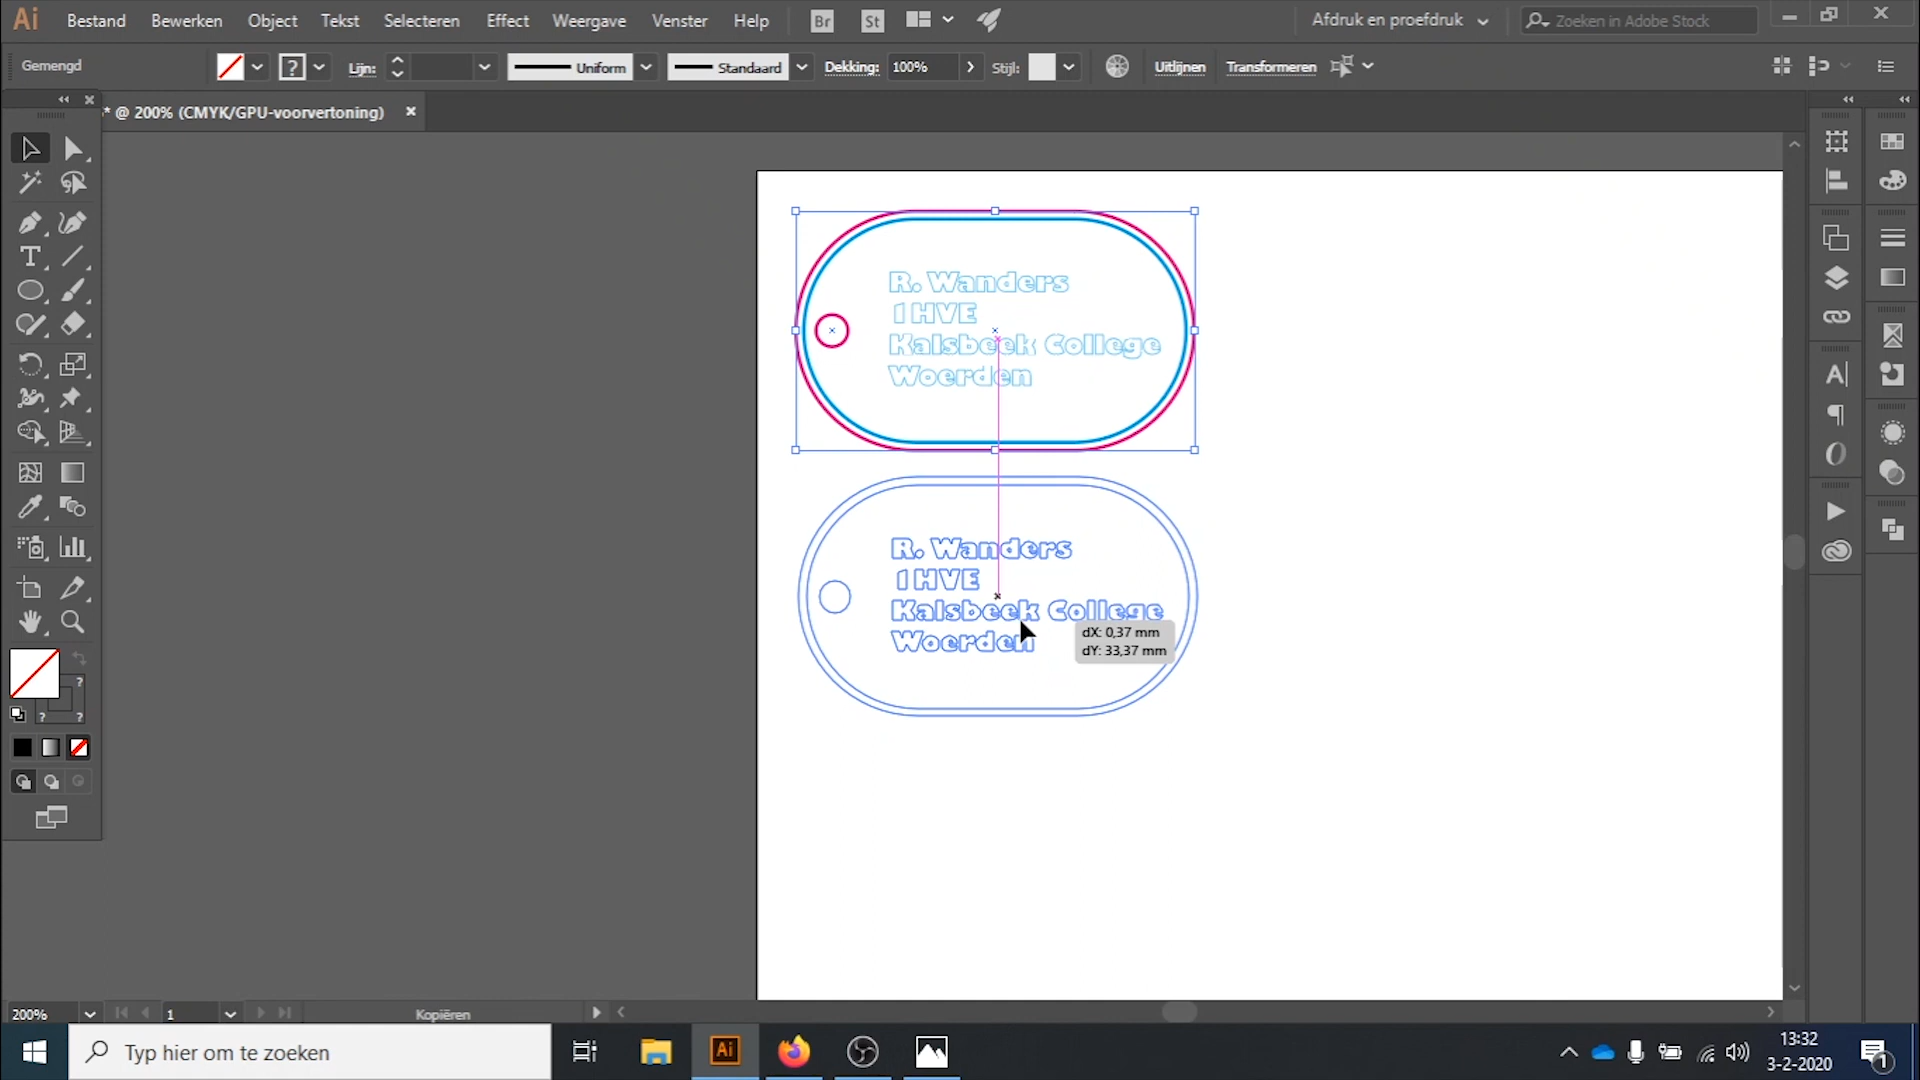 Ai Bestand Bewerken Object Tekst Selecteren Effect Weergave Venster Help Br St Afdruk en proefdruk Zoeken in Adobe Stock
Gemengd ? Lijn: Uniform Standaard Dekking: 100% Stijl: Uitlijnen Transformeren
* @ 200% (CMYK/GPU-voorvertoning)
R. Wanders
1 HVE
Kalsbeek College
Woerden
R. Wanders
1 HVE
Kalsbeek College
Woerden
dX: 0,37 mm
dY: 33,37 mm
200% 1 Kopiëren
Typ hier om te zoeken
Ai
13:32
3-2-2020
1